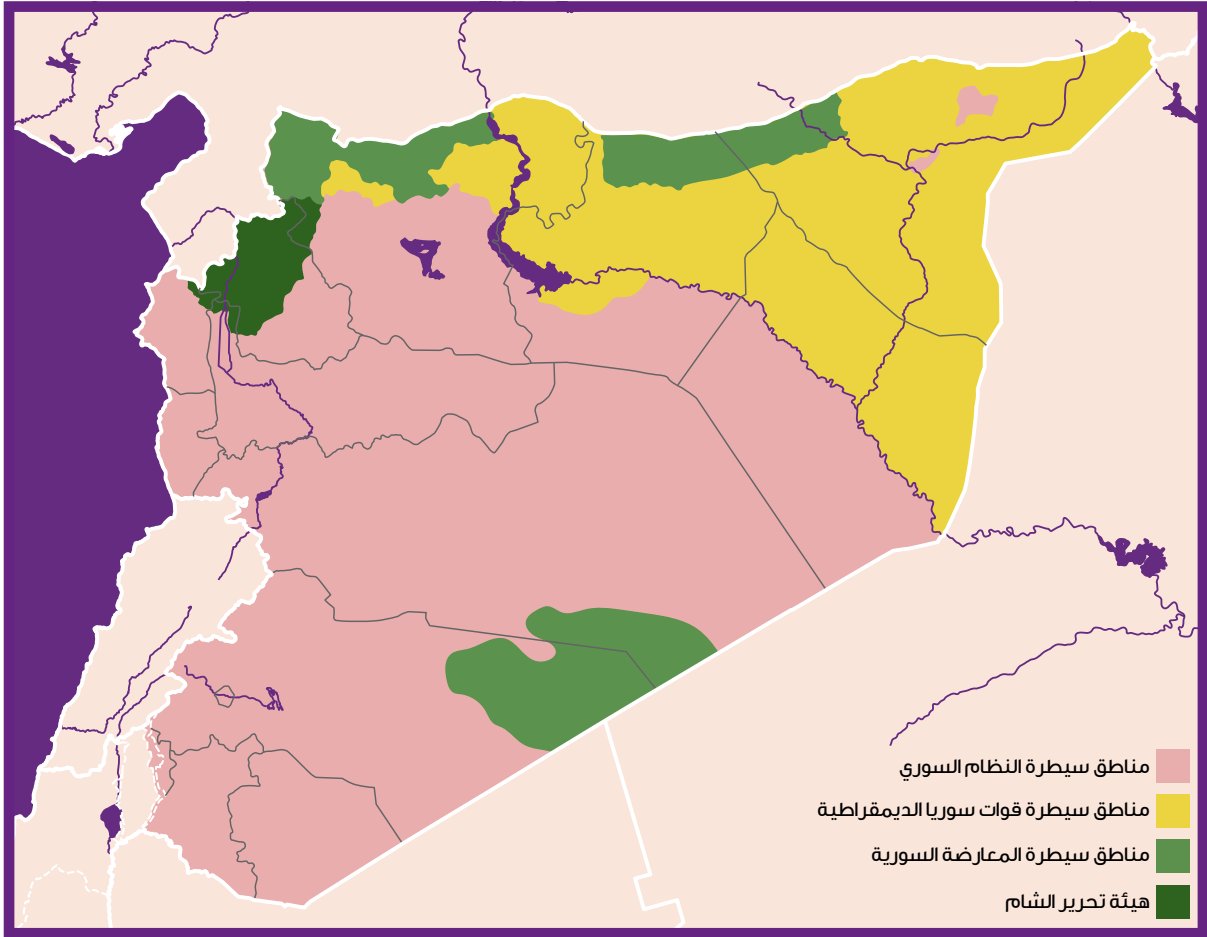 مناطق سيطرة النظام السوري
مناطق سيطرة قوات سوريا الديمقراطية
مناطق سيطرة المعارضة السورية
هيئة تحرير الشام